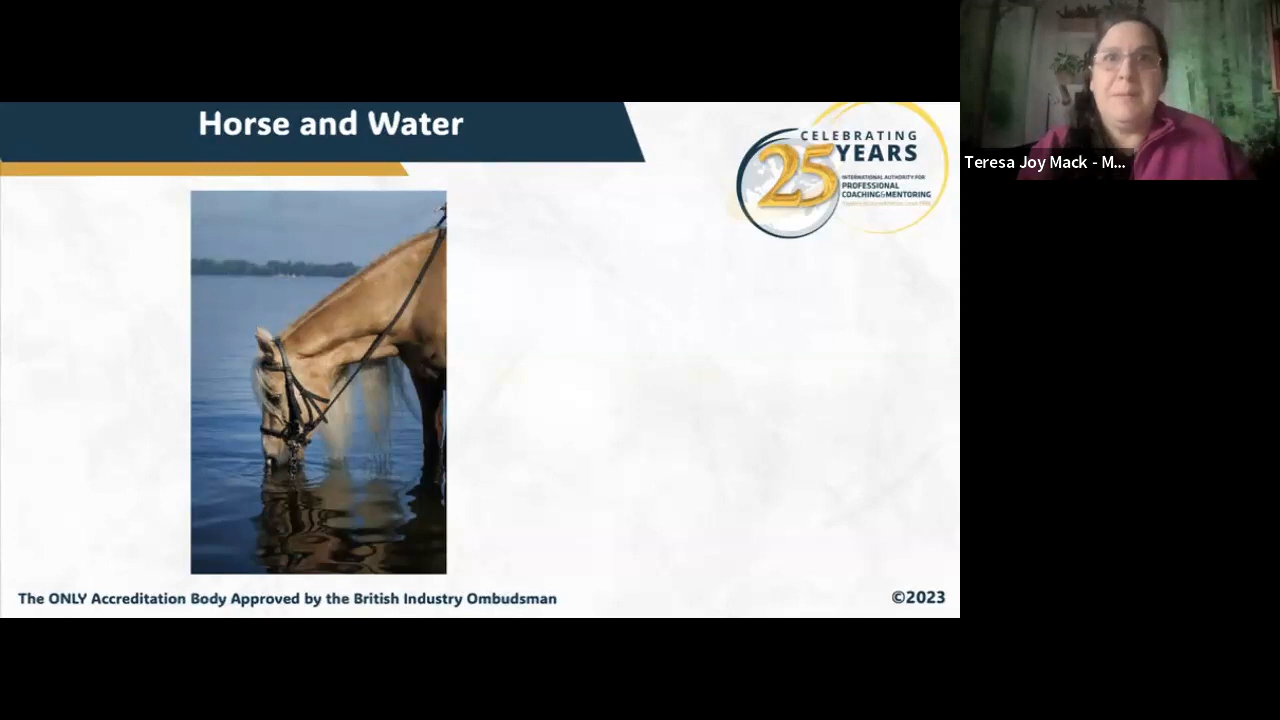 Horse and Water
CELEBRATING
25 YEARS
INTERNATIONAL AUTHORITY FOR
PROFESSIONAL
COACHING&MENTORING
Teresa Joy Mack - M...
The ONLY Accreditation Body Approved by the British Industry Ombudsman
©2023